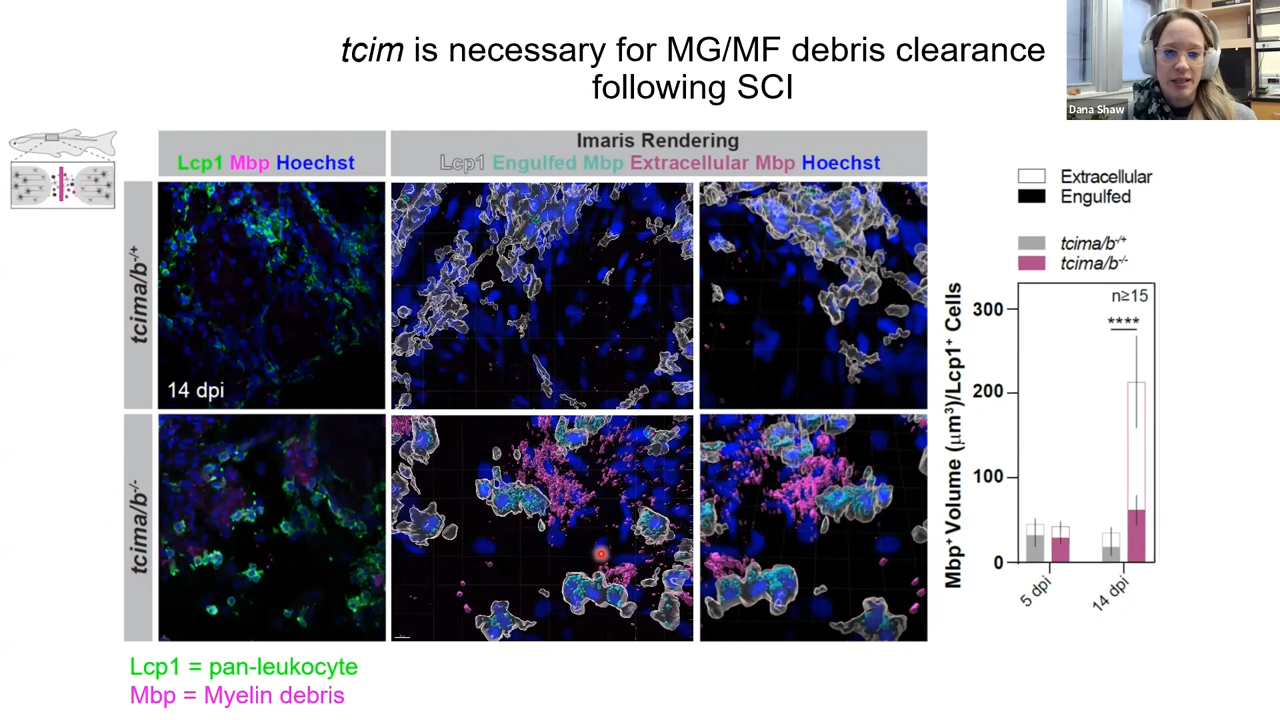 tcim is necessary for MG/MF debris clearance
following SCI
Dana Shaw
Lcp1 Mbp Hoechst
Imaris Rendering
Lcp1 Engulfed Mbp Extracellular Mbp Hoechst
tcima/b-/+
14 dpi
tcima/b-/-
Lcp1 = pan-leukocyte
Mbp = Myelin debris
Extracellular
Engulfed
tcima/b-/+
tcima/b-/-
n≥15
****
Mbp+ Volume (μm³)/Lcp1+ Cells
300
200
100
0
5 dpi
14 dpi